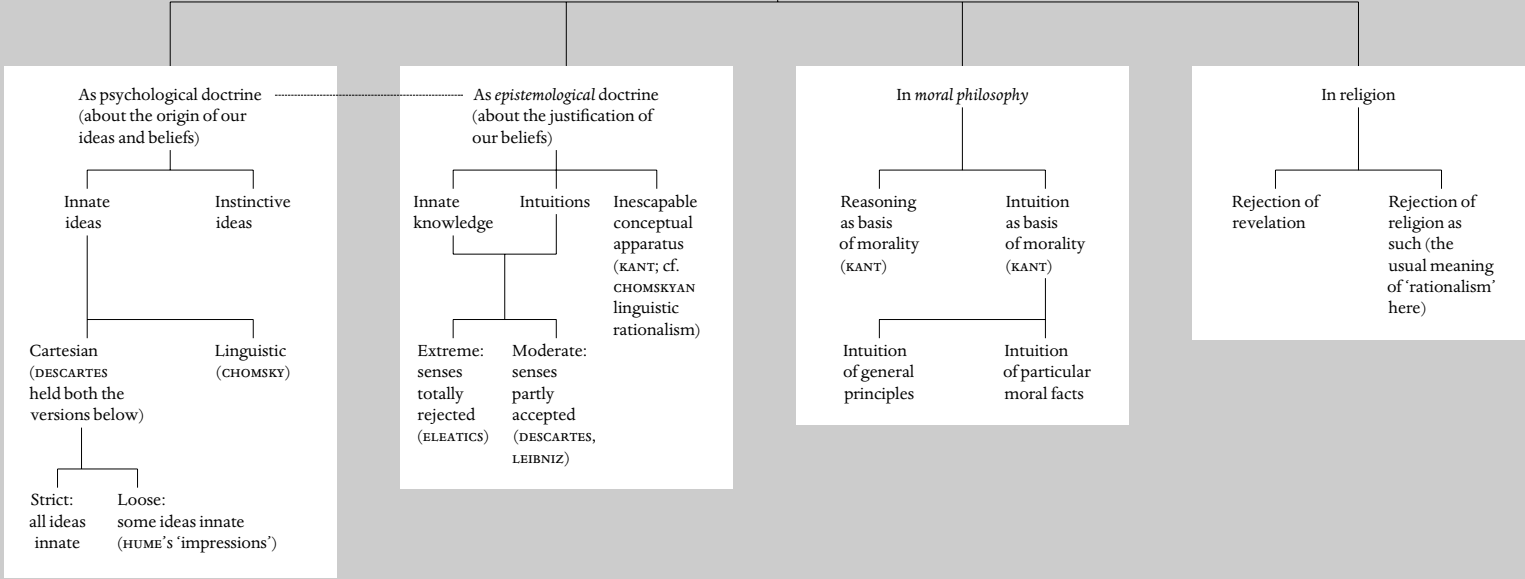 As psychological doctrine
(about the origin of our
ideas and beliefs)
Innate
ideas
Instinctive
ideas
Cartesian
(DESCARTES
held both the
versions below)
Linguistic
(CHOMSKY)
Strict:
all ideas
innate
Loose:
some ideas innate
(HUME's ‘impressions’)
As epistemological doctrine
(about the justification of
our beliefs)
Innate
knowledge
Intuitions
Inescapable
conceptual
apparatus
(KANT; cf.
CHOMSKYAN
linguistic
rationalism)
Extreme:
senses
totally
rejected
(ELEATICS)
Moderate:
senses
partly
accepted
(DESCARTES,
LEIBNIZ)
In moral philosophy
Reasoning
as basis
of morality
(KANT)
Intuition
as basis
of morality
(KANT)
Intuition
of general
principles
Intuition
of particular
moral facts
In religion
Rejection of
revelation
Rejection of
religion as
such (the
usual meaning
of ‘rationalism’
here)